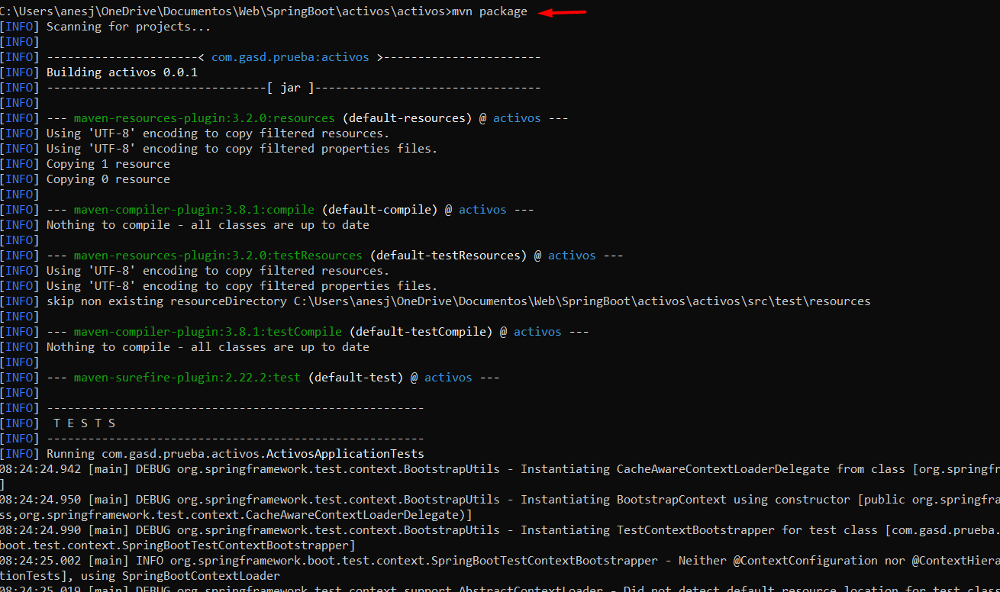 C:\Users\anesj\OneDrive\Documentos\Web\SpringBoot\activos\activos>mvn package
[INFO] Scanning for projects...
[INFO]
[INFO] ----------------------< com.gasd.prueba:activos >-----------------------
[INFO] Building activos 0.0.1
[INFO] --------------------------------[ jar ]---------------------------------
[INFO]
[INFO] --- maven-resources-plugin:3.2.0:resources (default-resources) @ activos ---
[INFO] Using 'UTF-8' encoding to copy filtered resources.
[INFO] Using 'UTF-8' encoding to copy filtered properties files.
[INFO] Copying 1 resource
[INFO] Copying 0 resource
[INFO]
[INFO] --- maven-compiler-plugin:3.8.1:compile (default-compile) @ activos ---
[INFO] Nothing to compile - all classes are up to date
[INFO]
[INFO] --- maven-resources-plugin:3.2.0:testResources (default-testResources) @ activos ---
[INFO] Using 'UTF-8' encoding to copy filtered resources.
[INFO] Using 'UTF-8' encoding to copy filtered properties files.
[INFO] skip non existing resourceDirectory C:\Users\anesj\OneDrive\Documentos\Web\SpringBoot\activos\activos\src\test\resources
[INFO]
[INFO] --- maven-compiler-plugin:3.8.1:testCompile (default-testCompile) @ activos ---
[INFO] Nothing to compile - all classes are up to date
[INFO]
[INFO] --- maven-surefire-plugin:2.22.2:test (default-test) @ activos ---
[INFO]
[INFO] -------------------------------------------------------
[INFO]  T E S T S
[INFO] -------------------------------------------------------
[INFO] Running com.gasd.prueba.activos.ActivosApplicationTests
08:24:24.942 [main] DEBUG org.springframework.test.context.BootstrapUtils - Instantiating CacheAwareContextLoaderDelegate from class [org.springfr
]
08:24:24.950 [main] DEBUG org.springframework.test.context.BootstrapUtils - Instantiating BootstrapContext using constructor [public org.springfra
ss,org.springframework.test.context.CacheAwareContextLoaderDelegate)]
08:24:24.990 [main] DEBUG org.springframework.test.context.BootstrapUtils - Instantiating TestContextBootstrapper for test class [com.gasd.prueba.
boot.test.context.SpringBootTestContextBootstrapper]
08:24:25.002 [main] INFO org.springframework.boot.test.context.SpringBootTestContextBootstrapper - Neither @ContextConfiguration nor @ContextHiera
tionTests], using SpringBootContextLoader
08:24:25.019 [main] DEBUG org.springframework.test.context.support.AbstractContextLoader - Did not detect default resource location for test class